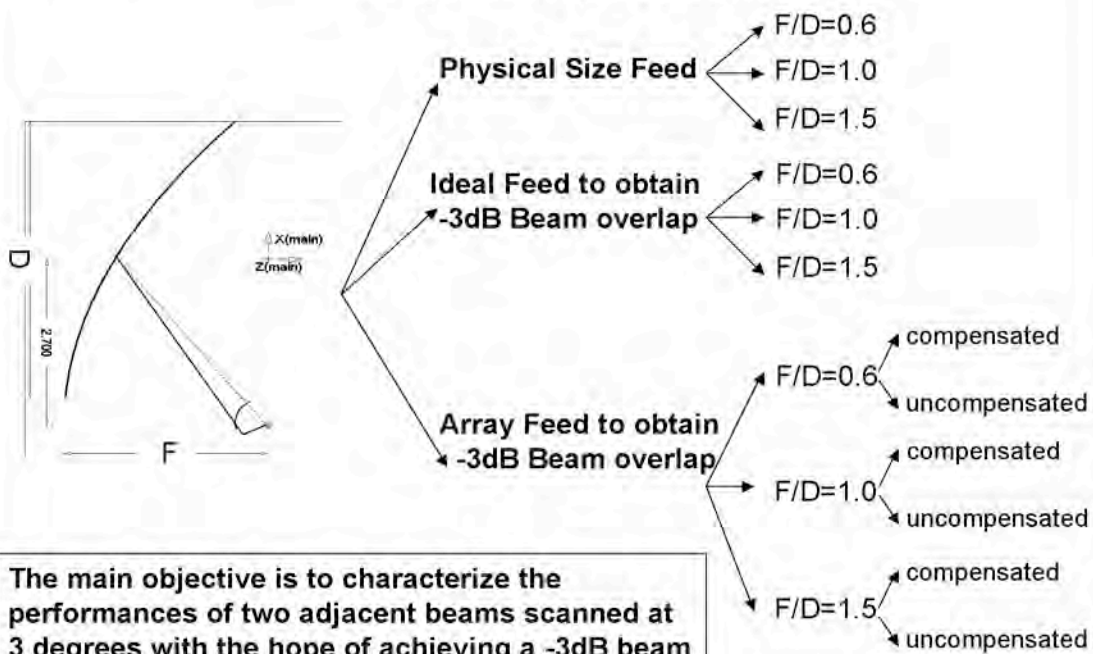 Physical Size Feed
F/D=0.6
F/D=1.0
F/D=1.5
Ideal Feed to obtain
-3dB Beam overlap
F/D=0.6
F/D=1.0
F/D=1.5
Array Feed to obtain
-3dB Beam overlap
F/D=0.6
compensated
uncompensated
F/D=1.0
compensated
uncompensated
F/D=1.5
compensated
uncompensated
D
2.700
X(main)
Z(main)
F
The main objective is to characterize the
performances of two adjacent beams scanned at
3 degrees with the hope of achieving a -3dB beam